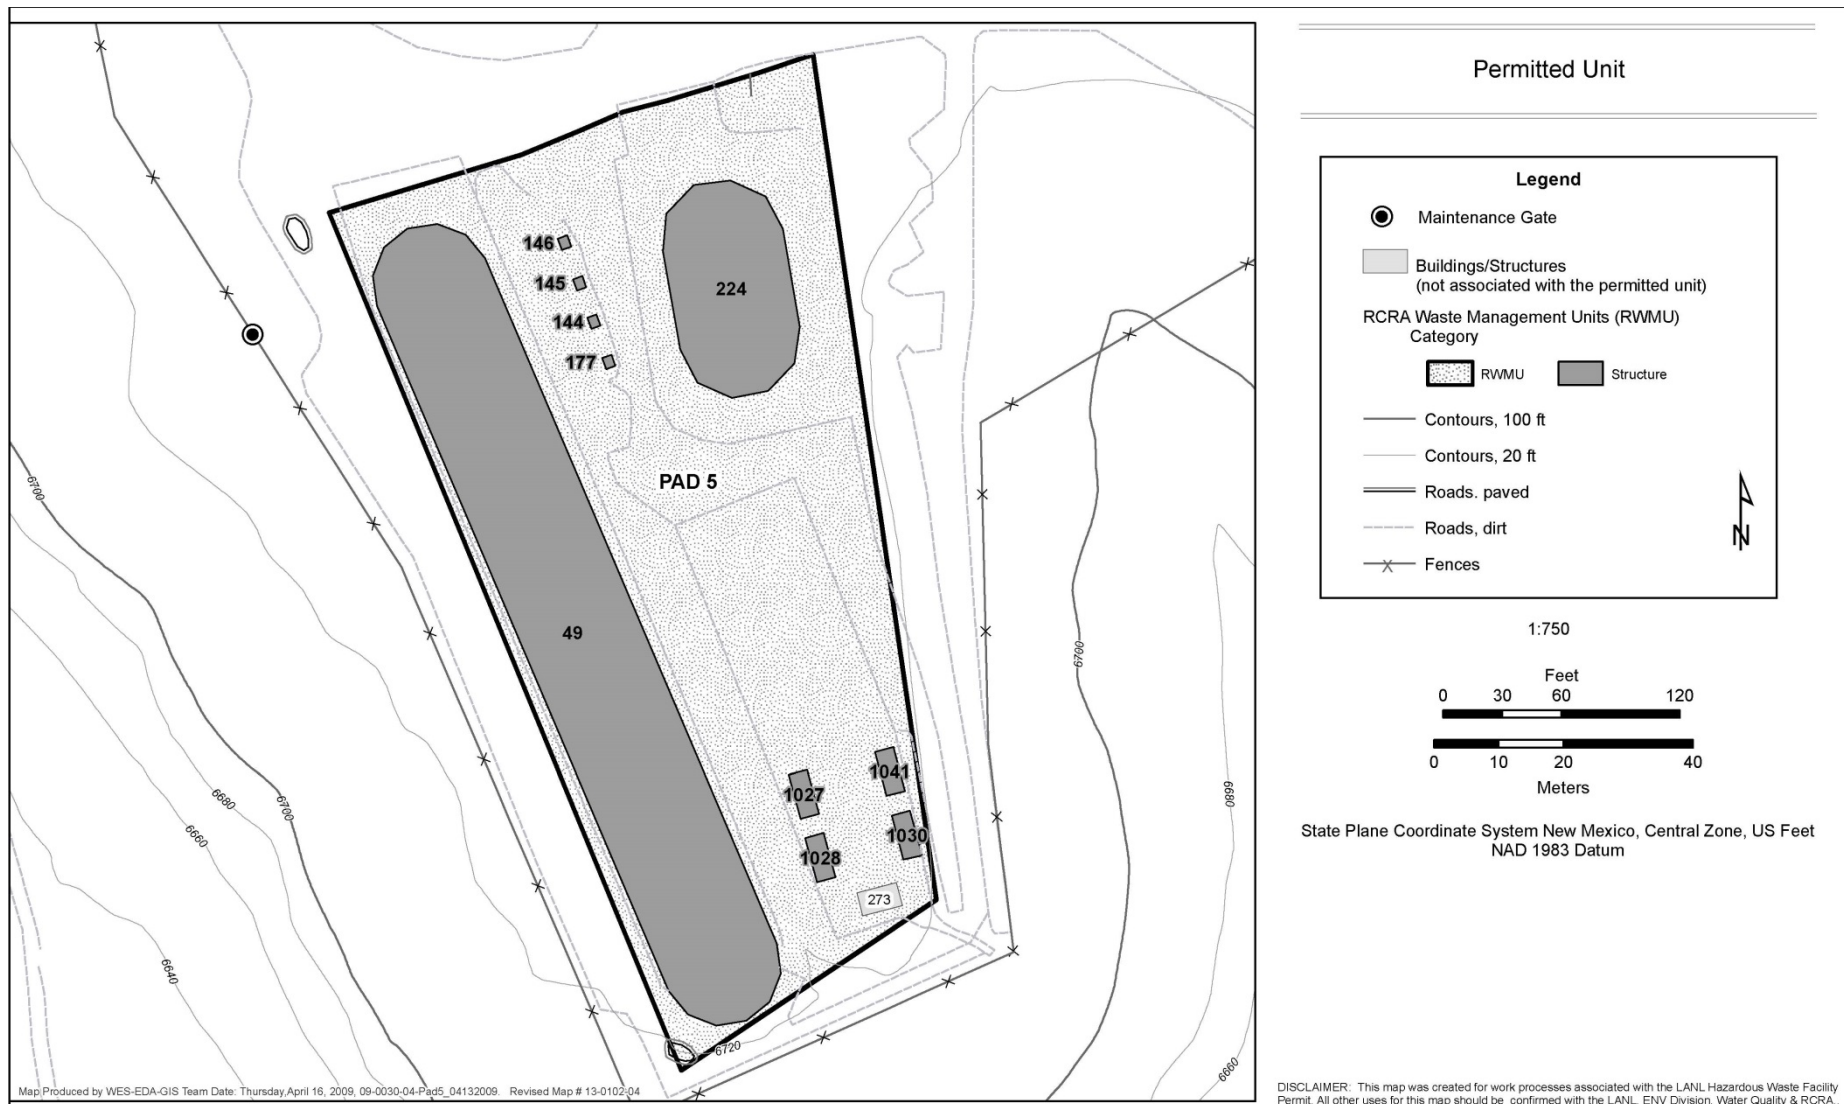 Permitted Unit
Legend
Maintenance Gate
Buildings/Structures
(not associated with the permitted unit)
RCRA Waste Management Units (RWMU)
Category
RWMU
Structure
Contours, 100 ft
Contours, 20 ft
Roads. paved
Roads, dirt
Fences
N
1:750
Feet
0 30 60 120
0 10 20 40
Meters
State Plane Coordinate System New Mexico, Central Zone, US Feet
NAD 1983 Datum
DISCLAIMER: This map was created for work processes associated with the LANL Hazardous Waste Facility
Permit. All other uses for this map should be confirmed with the LANL, ENV Division, Water Quality & RCRA.
146
145
144
177
224
PAD 5
49
1041
1027
1030
1028
273
6700
6700
6680
6660
6640
6720
6700
6680
6660
Map Produced by WES-EDA-GIS Team Date: Thursday,April 16, 2009, 09-0030-04-Pad5_04132009. Revised Map # 13-0102-04